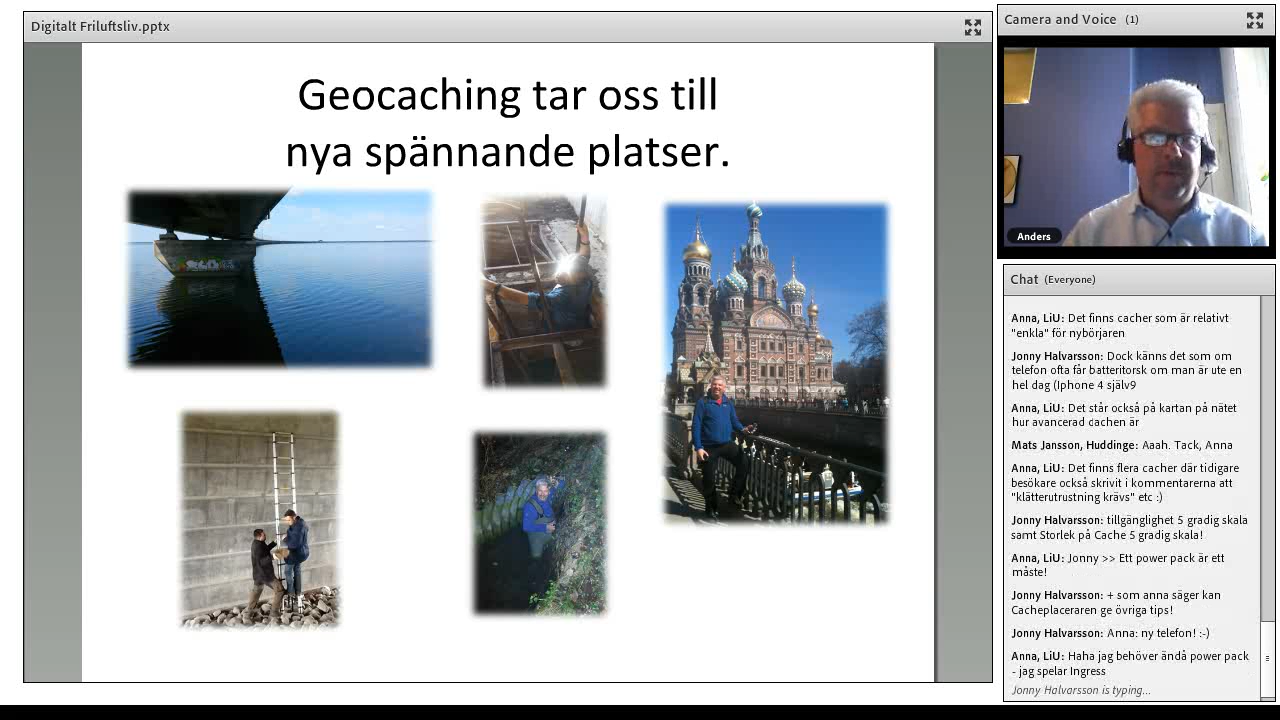 Digitalt Friluftsliv.pptx
Geocaching tar oss till
nya spännande platser.
Camera and Voice (1)
Anders
Chat (Everyone)
Anna, LiU: Det finns cacher som är relativt
"enkla" för nybörjaren
Jonny Halvarsson: Dock känns det som om
telefon ofta får batteritorsk om man är ute en
hel dag (Iphone 4 själv9
Anna, LiU: Det står också på kartan på nätet
hur avancerad dachen är
Mats Jansson, Huddinge: Aaah. Tack, Anna
Anna, LiU: Det finns flera cacher där tidigare
besökare också skrivit i kommentarerna att
"klätterutrustning krävs" etc :)
Jonny Halvarsson: tillgänglighet 5 gradig skala
samt Storlek på Cache 5 gradig skala!
Anna, LiU: Jonny >> Ett power pack är ett
måste!
Jonny Halvarsson: + som anna säger kan
Cacheplaceraren ge övriga tips!
Jonny Halvarsson: Anna: ny telefon! :-)
Anna, LiU: Haha jag behöver ändå power pack
- jag spelar Ingress
Jonny Halvarsson is typing...